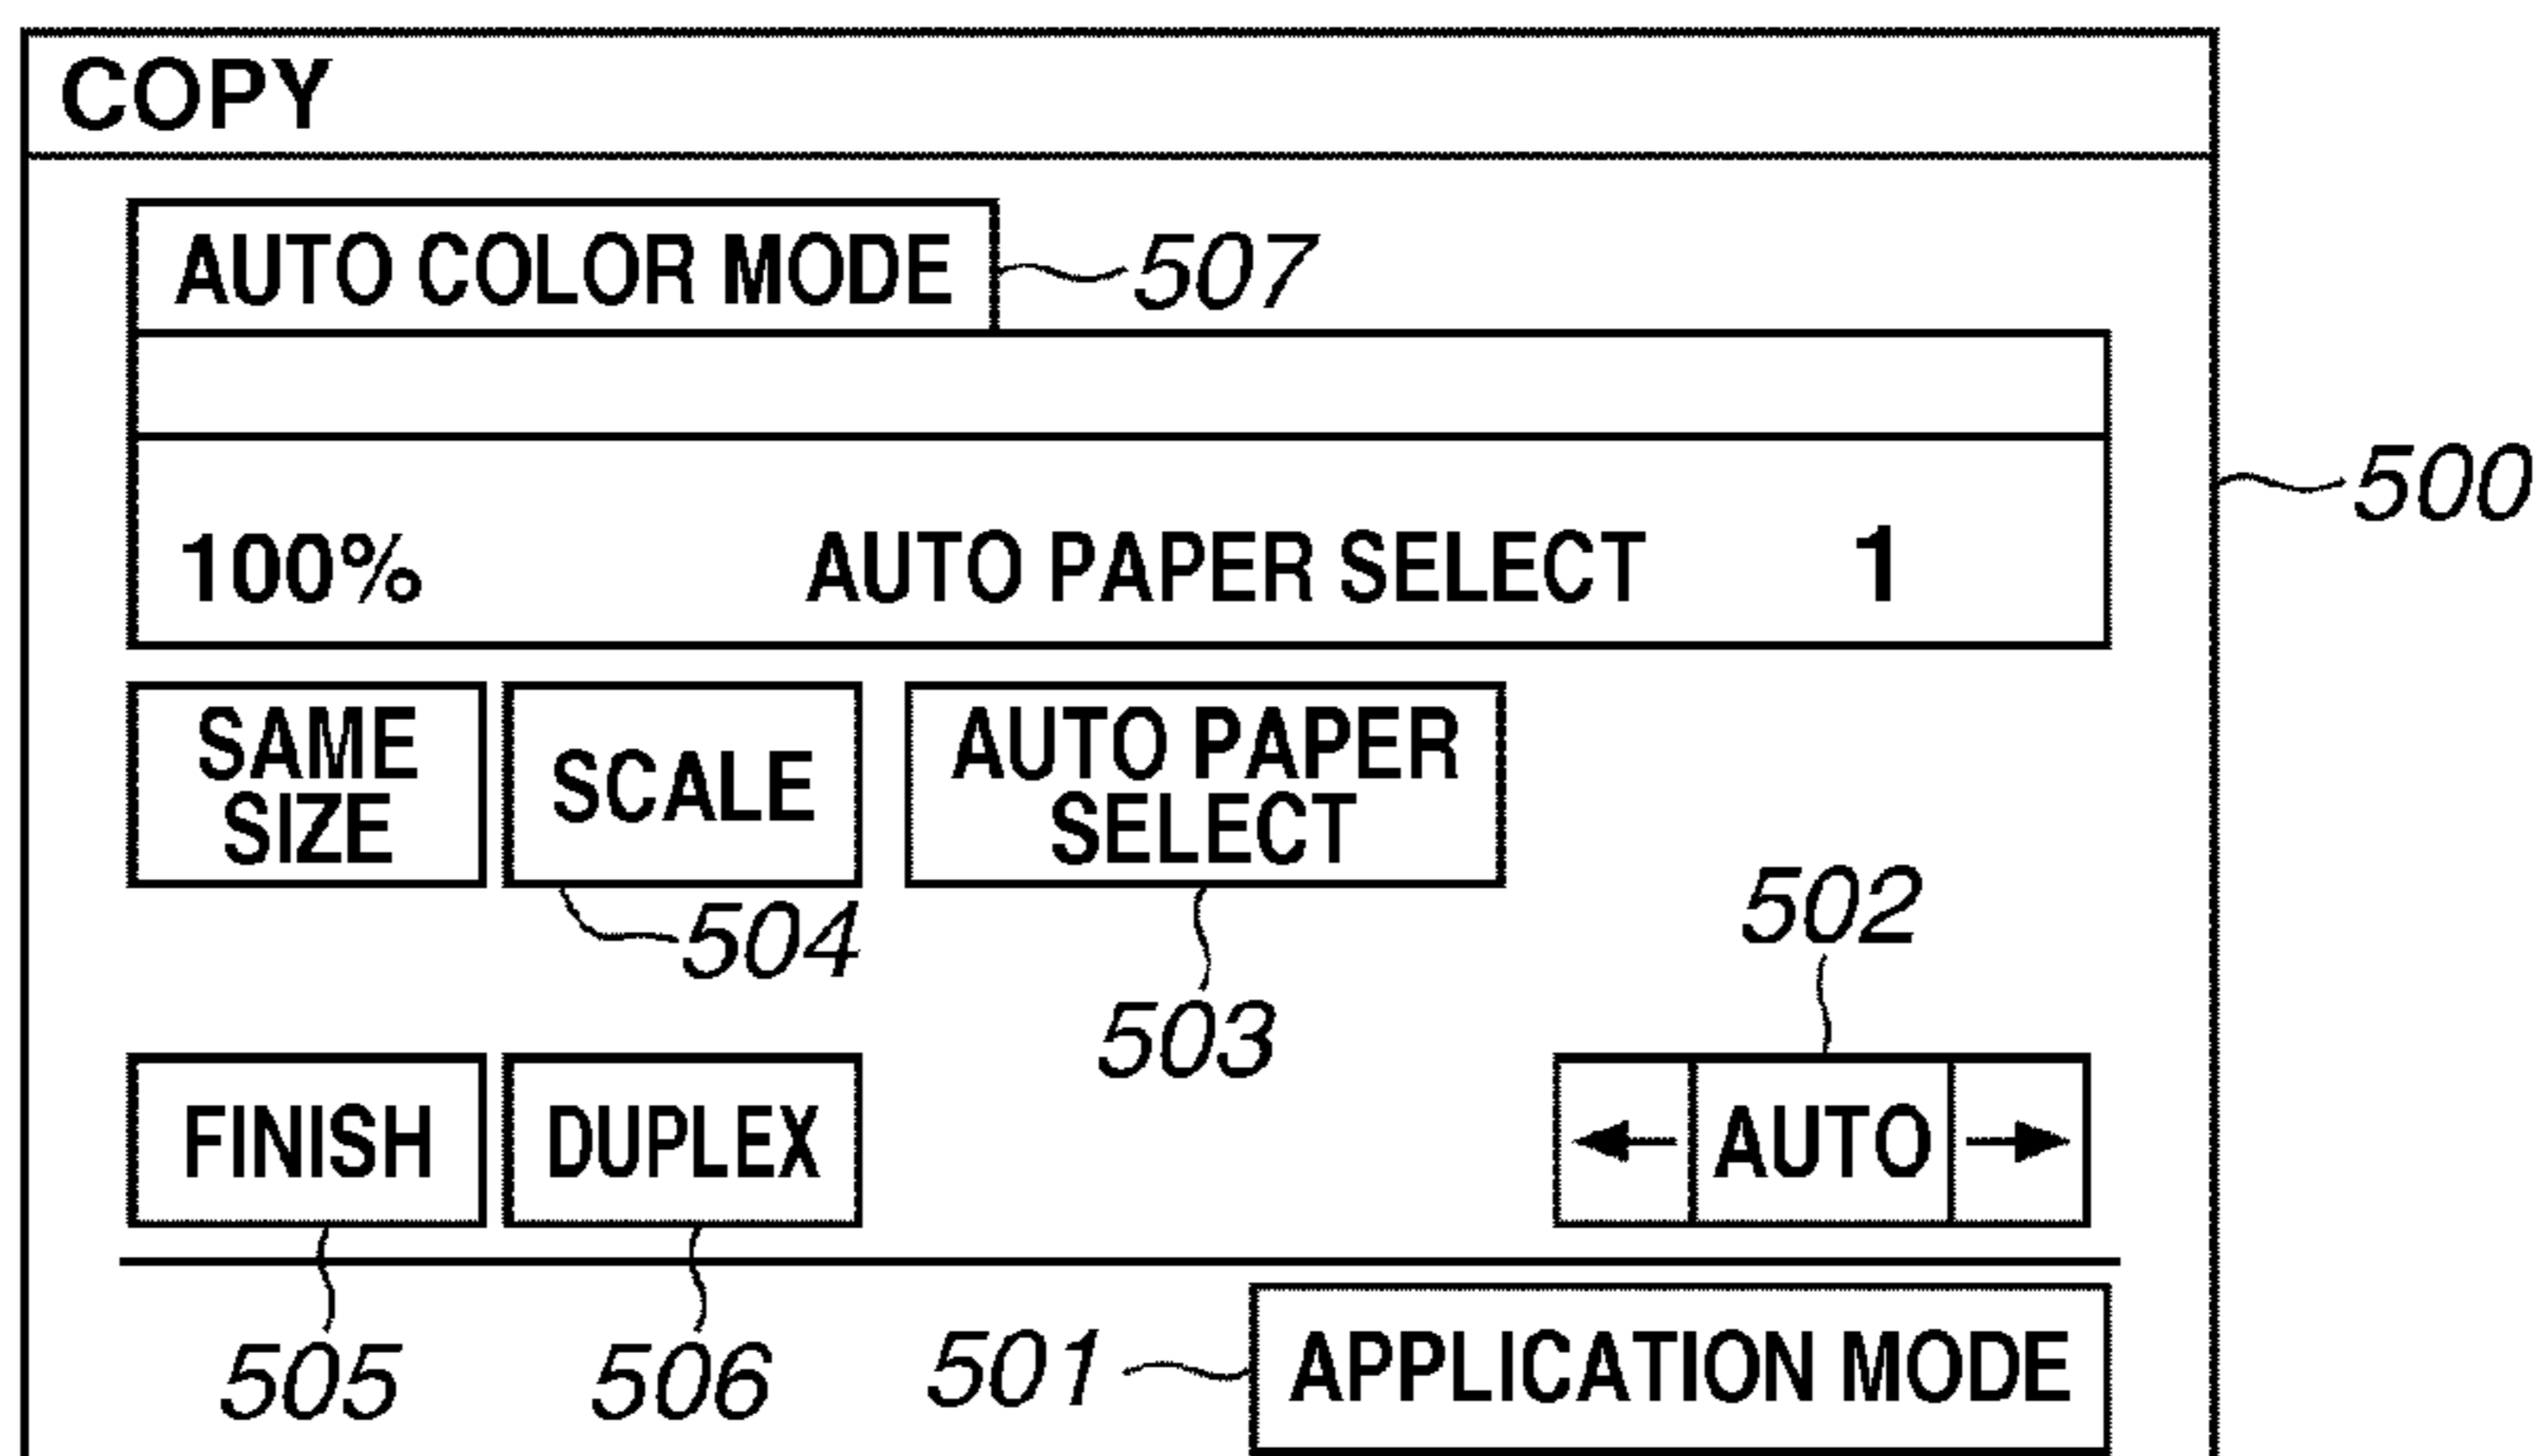 COPY
AUTO COLOR MODE 507
500
100% AUTO PAPER SELECT 1
SAME
SIZE
SCALE
AUTO PAPER
SELECT
504
503
502
FINISH
DUPLEX
AUTO
505
506
501
APPLICATION MODE